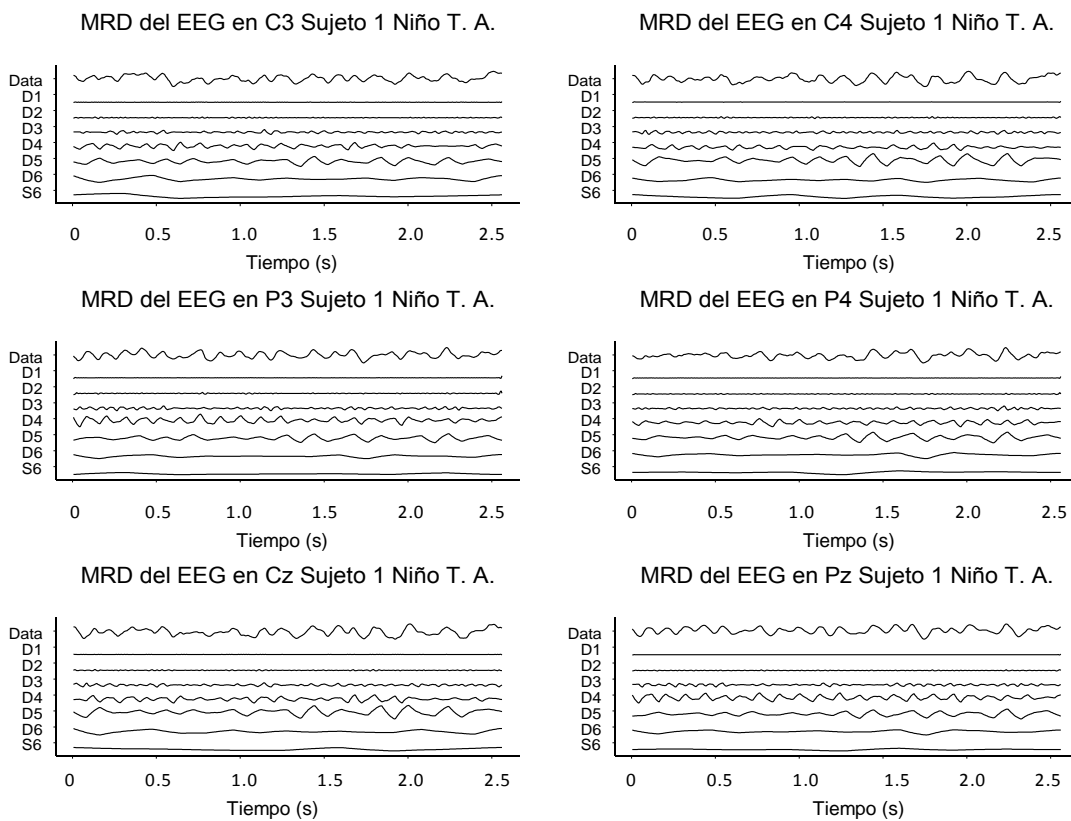 MRD del EEG en C3 Sujeto 1 Niño T. A.
Data
D1
D2
D3
D4
D5
D6
S6
0 0.5 1.0 1.5 2.0 2.5
Tiempo (s)
MRD del EEG en C4 Sujeto 1 Niño T. A.
Data
D1
D2
D3
D4
D5
D6
S6
0 0.5 1.0 1.5 2.0 2.5
Tiempo (s)
MRD del EEG en P3 Sujeto 1 Niño T. A.
Data
D1
D2
D3
D4
D5
D6
S6
0 0.5 1.0 1.5 2.0 2.5
Tiempo (s)
MRD del EEG en P4 Sujeto 1 Niño T. A.
Data
D1
D2
D3
D4
D5
D6
S6
0 0.5 1.0 1.5 2.0 2.5
Tiempo (s)
MRD del EEG en Cz Sujeto 1 Niño T. A.
Data
D1
D2
D3
D4
D5
D6
S6
0 0.5 1.0 1.5 2.0 2.5
Tiempo (s)
MRD del EEG en Pz Sujeto 1 Niño T. A.
Data
D1
D2
D3
D4
D5
D6
S6
0 0.5 1.0 1.5 2.0 2.5
Tiempo (s)